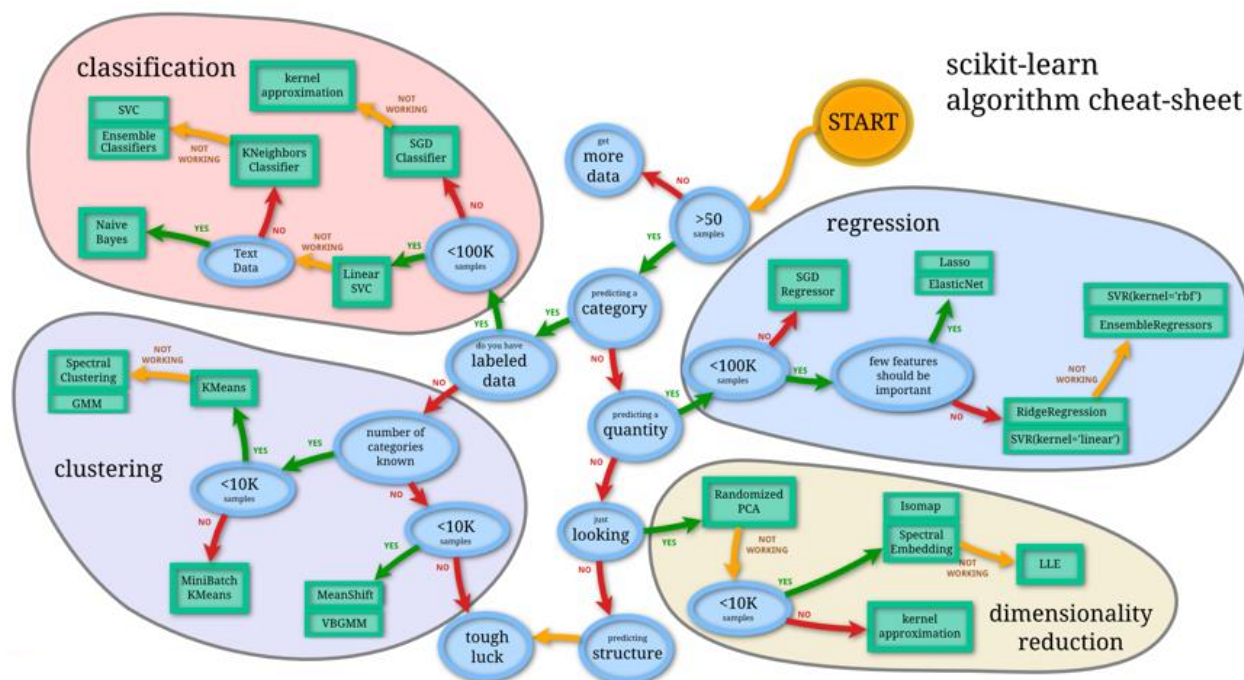 scikit-learn
algorithm cheat-sheet
START
get
more
data
NO
>50
samples
YES
predicting a
category
YES
NO
do you have
labeled
data
YES
NO
predicting a
quantity
YES
NO
just
looking
YES
NO
predicting
structure
tough
luck
classification
kernel
approximation
NOT
WORKING
SVC
Ensemble
Classifiers
NOT
WORKING
KNeighbors
Classifier
SGD
Classifier
NO
Naive
Bayes
YES
NO
Text
Data
NOT
WORKING
Linear
SVC
YES
<100K
samples
regression
SGD
Regressor
Lasso
ElasticNet
SVR(kernel='rbf')
EnsembleRegressors
NO
YES
<100K
samples
YES
few features
should be
important
NOT
WORKING
NO
RidgeRegression
SVR(kernel='linear')
clustering
Spectral
Clustering
GMM
NOT
WORKING
KMeans
YES
number of
categories
known
YES
NO
<10K
samples
NO
MiniBatch
KMeans
<10K
samples
YES
NO
MeanShift
VBGMM
dimensionality
reduction
Randomized
PCA
NOT
WORKING
Isomap
Spectral
Embedding
YES
NOT
WORKING
LLE
<10K
samples
NO
kernel
approximation